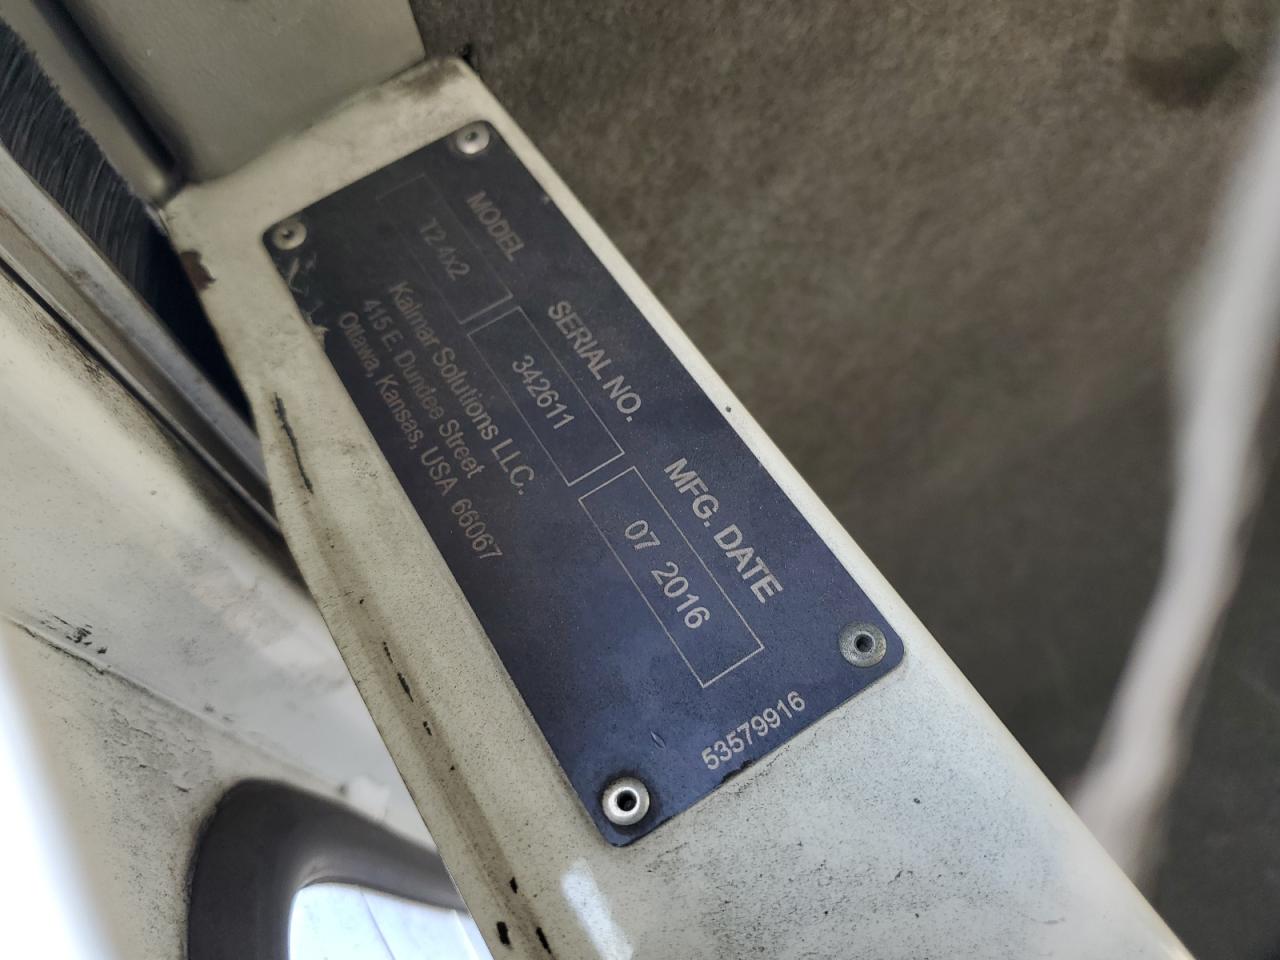 MODEL SERIAL NO. MFG. DATE
T2 4x2 342611 07 2016
Kalmar Solutions LLC.
415 E. Dundee Street
Ottawa, Kansas, USA 66067
53579916